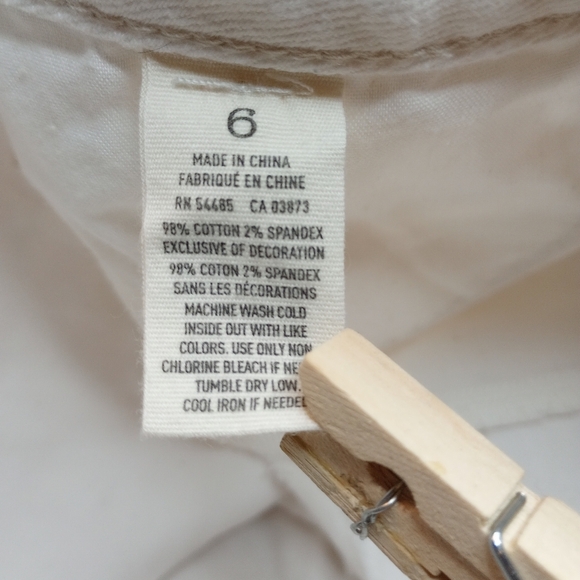 6
MADE IN CHINA
FABRIQUÉ EN CHINE
RN 54485 CA 03873
98% COTTON 2% SPANDEX
EXCLUSIVE OF DECORATION
98% COTON 2% SPANDEX
SANS LES DÉCORATIONS
MACHINE WASH COLD
INSIDE OUT WITH LIKE
COLORS. USE ONLY NON
CHLORINE BLEACH IF
TUMBLE DRY LOW.
COOL IRON IF NEEDED